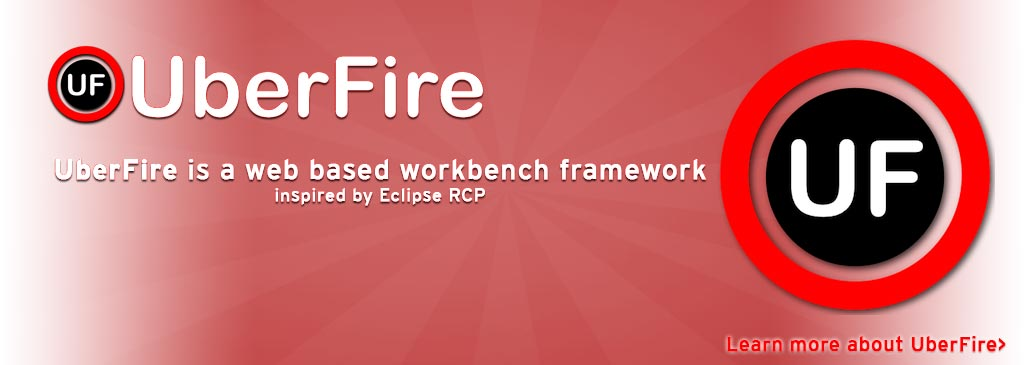 UF UberFire
UberFire is a web based workbench framework
inspired by Eclipse RCP
UF
Learn more about UberFire>